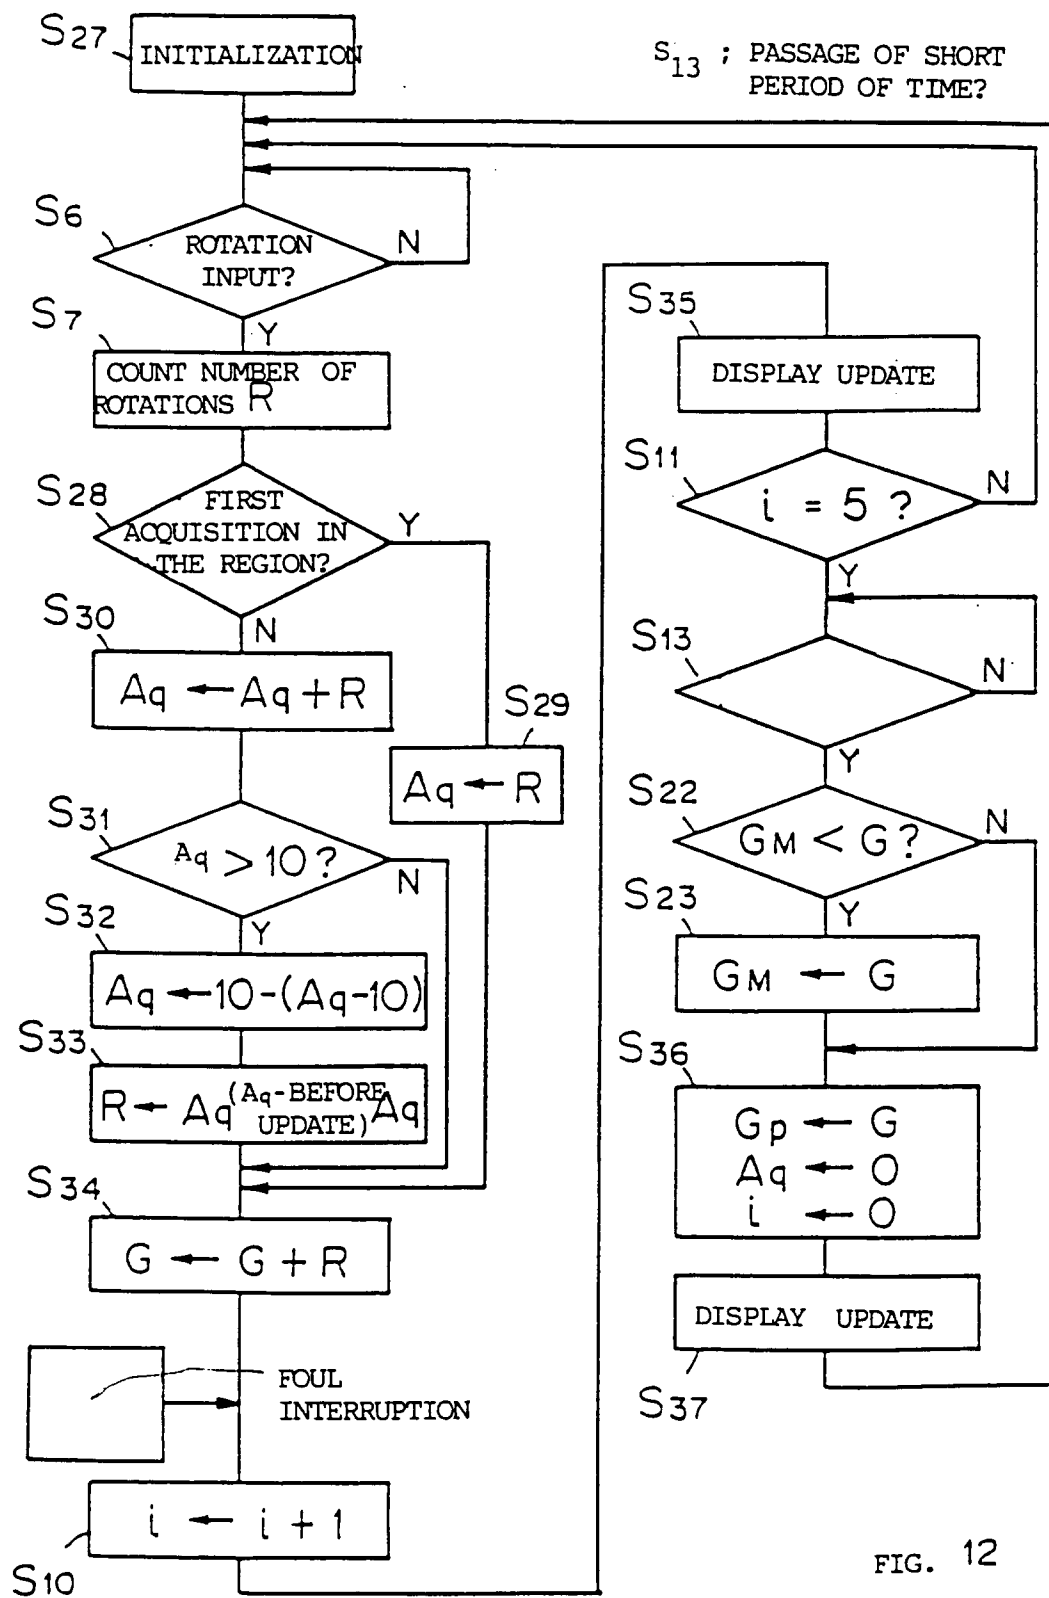 S27
INITIALIZATION
S13 ; PASSAGE OF SHORT
PERIOD OF TIME?
S6
ROTATION
INPUT?
N
Y
S7
COUNT NUMBER OF
ROTATIONS R
S28
FIRST
ACQUISITION IN
THE REGION?
Y
N
S30
Aq ← Aq + R
S29
Aq ← R
S31
Aq > 10 ?
N
Y
S32
Aq ← 10-(Aq-10)
S33
R ← Aq (Aq-BEFORE
UPDATE) Aq
S34
G ← G + R
FOUL
INTERRUPTION
i ← i + 1
S10
S35
DISPLAY UPDATE
S11
i = 5 ?
N
Y
S13
N
Y
S22
GM < G ?
N
Y
S23
GM ← G
S36
Gp ← G
Aq ← 0
i ← 0
DISPLAY UPDATE
S37
FIG. 12